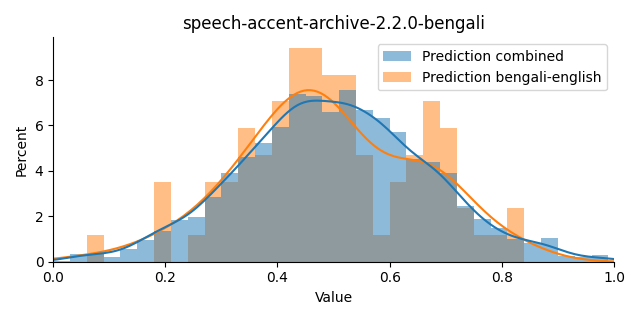 speech-accent-archive-2.2.0-bengali
Prediction combined
Prediction bengali-english
Percent
8
6
4
2
0
0.0 0.2 0.4 0.6 0.8 1.0
Value